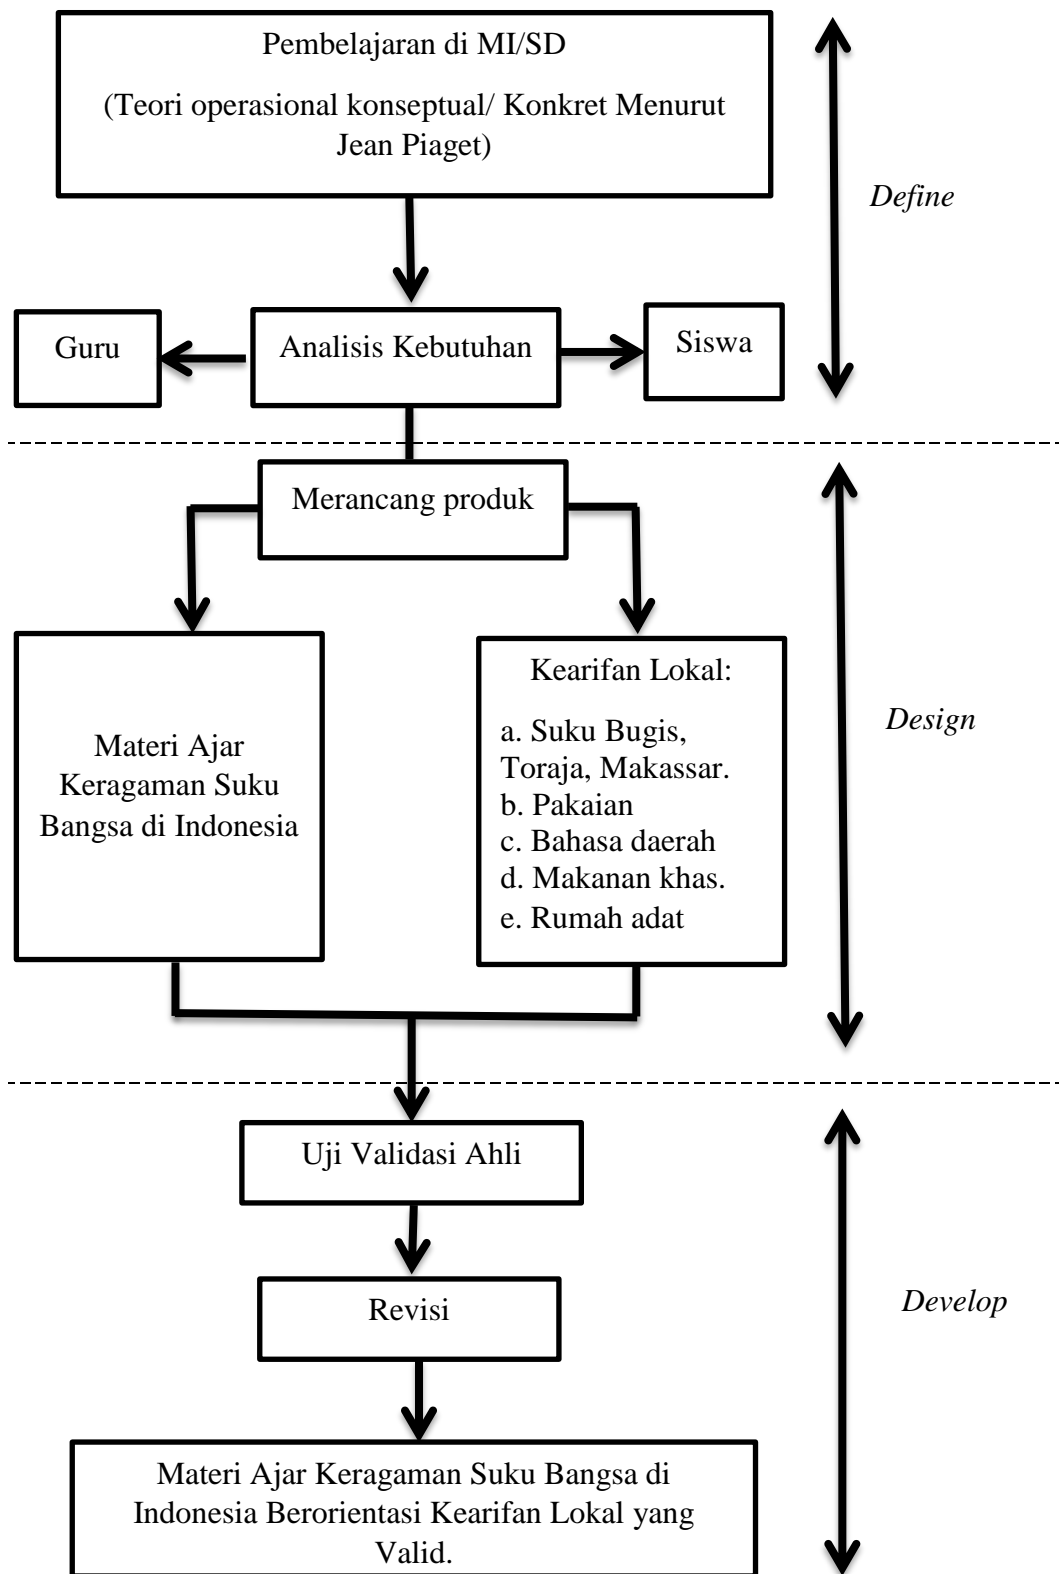 Pembelajaran di MI/SD
(Teori operasional konseptual/ Konkret Menurut
Jean Piaget)
Define
Guru
Analisis Kebutuhan
Siswa
Merancang produk
Materi Ajar
Keragaman Suku
Bangsa di Indonesia
Kearifan Lokal:
a. Suku Bugis,
Toraja, Makassar.
b. Pakaian
c. Bahasa daerah
d. Makanan khas.
e. Rumah adat
Design
Uji Validasi Ahli
Revisi
Develop
Materi Ajar Keragaman Suku Bangsa di
Indonesia Berorientasi Kearifan Lokal yang
Valid.